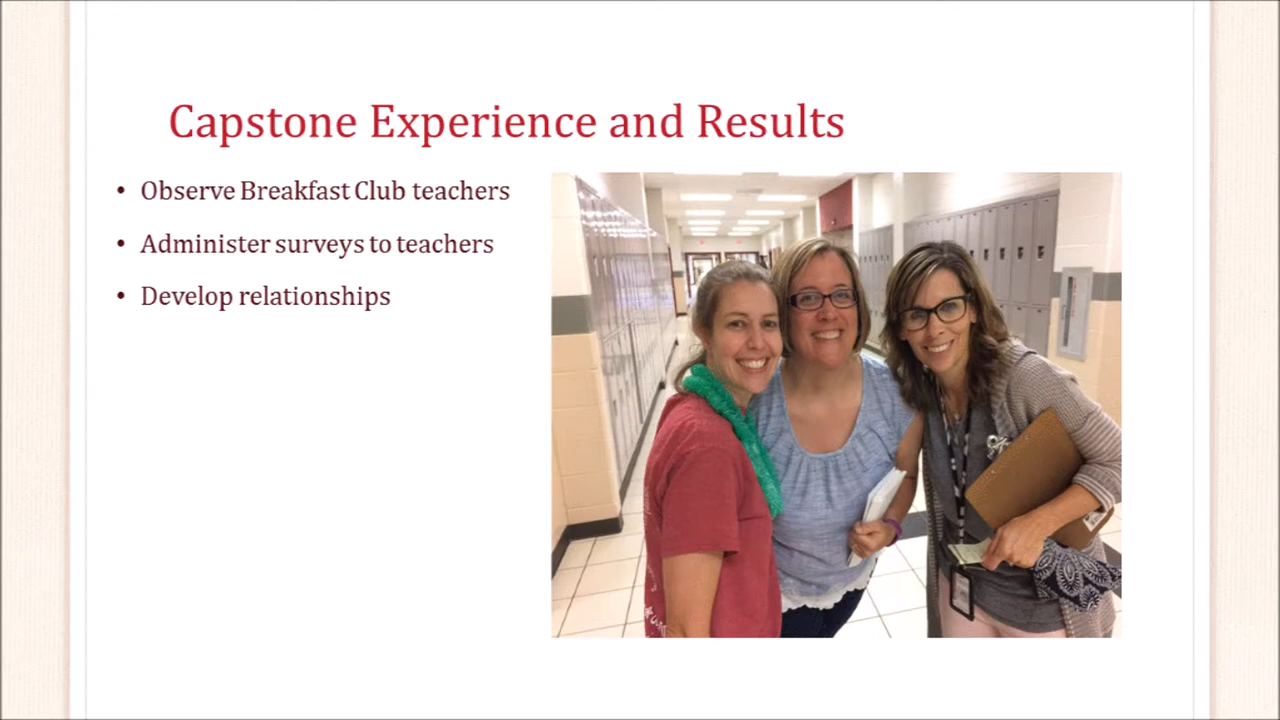 Capstone Experience and Results
• Observe Breakfast Club teachers
• Administer surveys to teachers
• Develop relationships